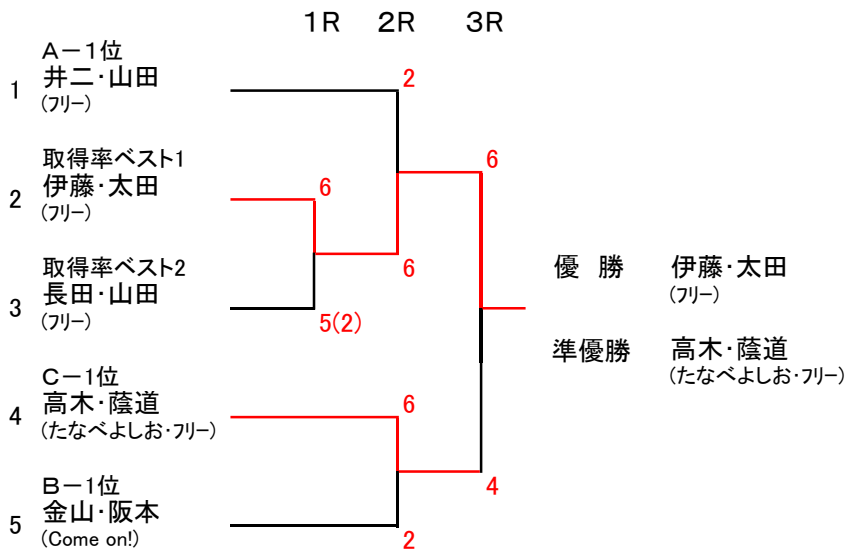 1R 2R 3R
A－1位
1 井二・山田
(フリー)
2
取得率ベスト1
2 伊藤・太田
(フリー)
6
6
6
取得率ベスト2
3 長田・山田
(フリー)
5(2)
優 勝 伊藤・太田
(フリー)
準優勝 高木・蔭道
(たなべよしお・フリー)
C－1位
4 高木・蔭道
(たなべよしお・フリー)
6
4
B－1位
5 金山・阪本
(Come on!)
2